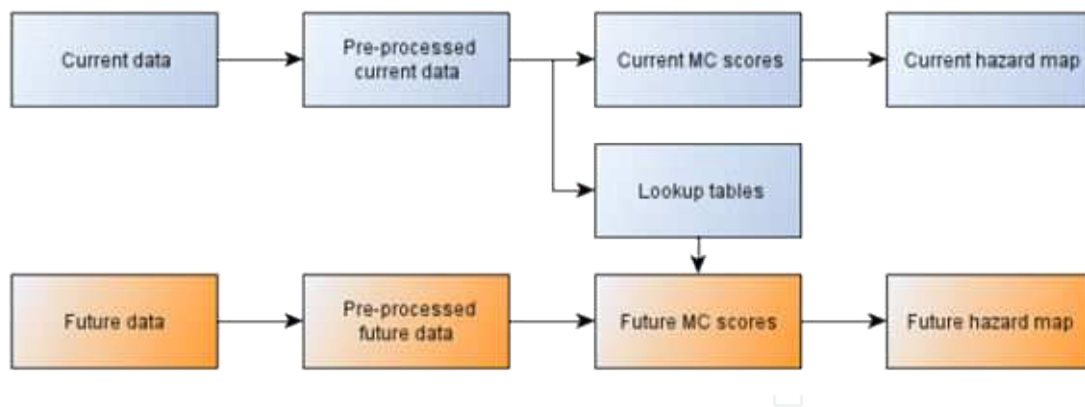 Current data
Pre-processed
current data
Current MC scores
Current hazard map
Lookup tables
Future data
Pre-processed
future data
Future MC scores
Future hazard map